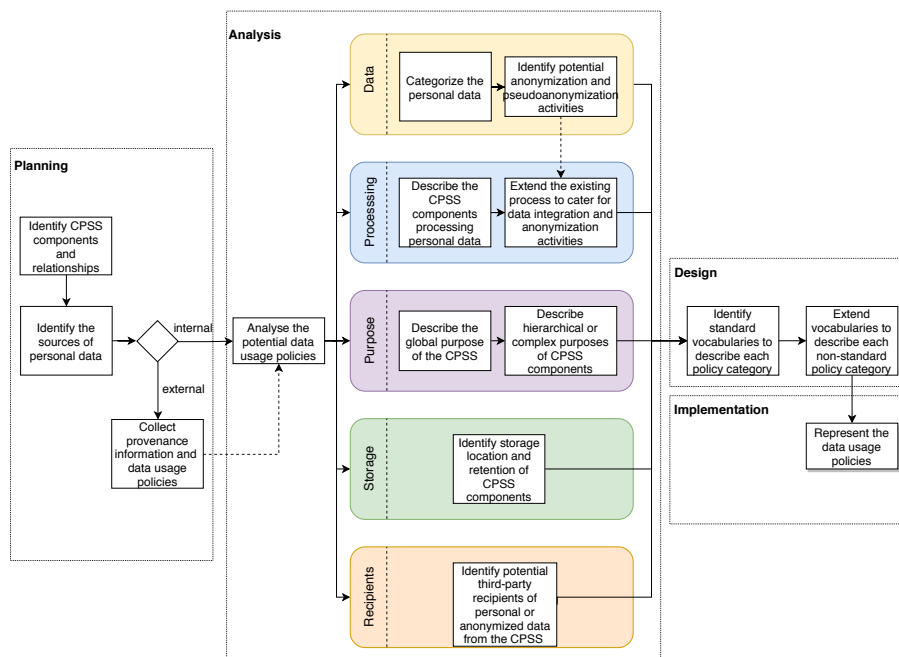 Planning
Identify CPSS
components
and
relationships
Identify the
sources of
personal data
internal
external
Collect
provenance
information and
data usage
policies
Analysis
Analyse the
potential data
usage policies
Data
Categorize the
personal data
Identify potential
anonymization and
pseudoanonymization
activities
Processsing
Describe the
CPSS
components
processing
personal data
Extend the existing
process to cater for
data integration and
anonymization
activities
Purpose
Describe the
global purpose
of the CPSS
Describe
hierarchical or
complex purposes
of CPSS
components
Storage
Identify storage
location and
retention of
CPSS
components
Recipients
Identify potential
third-party
recipients of
personal or
anonymized data
from the CPSS
Design
Identify
standard
vocabularies to
describe each
policy category
Extend
vocabularies to
describe each
non-standard
policy category
Implementation
Represent the
data usage
policies